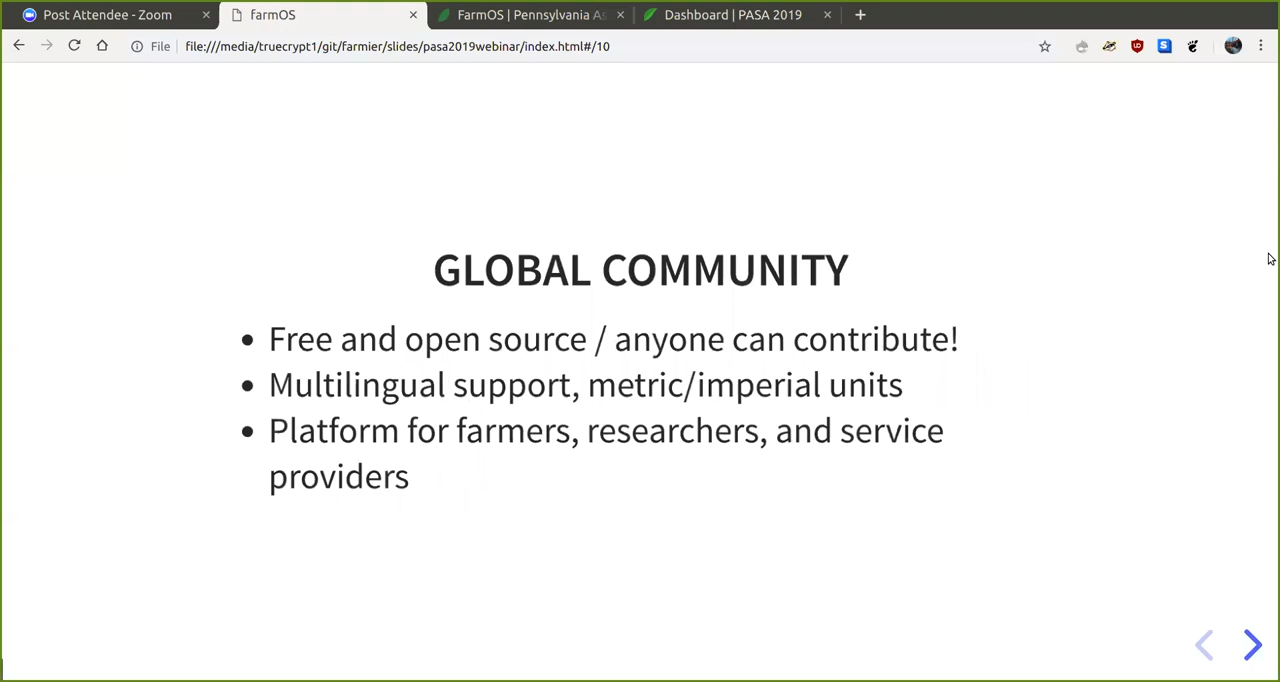 Post Attendee - Zoom
farmOS
FarmOS | Pennsylvania As
Dashboard | PASA 2019
File
file:///media/truecrypt1/git/farmier/slides/pasa2019webinar/index.html#/10
GLOBAL COMMUNITY
• Free and open source / anyone can contribute!
• Multilingual support, metric/imperial units
• Platform for farmers, researchers, and service
providers